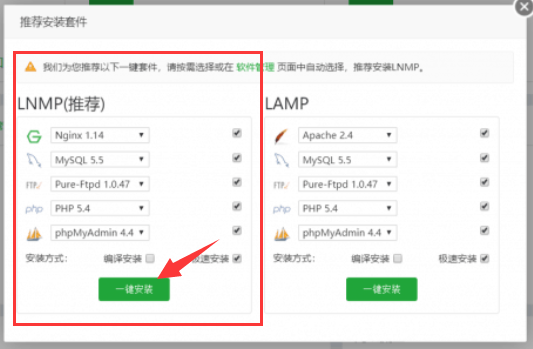 推荐安装套件
我们为您推荐以下一键套件，请按需选择或在 软件管理 页面中自动选择，推荐安装LNMP。
LNMP(推荐)
Nginx 1.14
MySQL 5.5
FTP Pure-Ftpd 1.0.47
php PHP 5.4
phpMyAdmin 4.4
安装方式： 编译安装 极速安装
一键安装
LAMP
Apache 2.4
MySQL 5.5
FTP Pure-Ftpd 1.0.47
php PHP 5.4
phpMyAdmin 4.4
安装方式： 编译安装 极速安装
一键安装